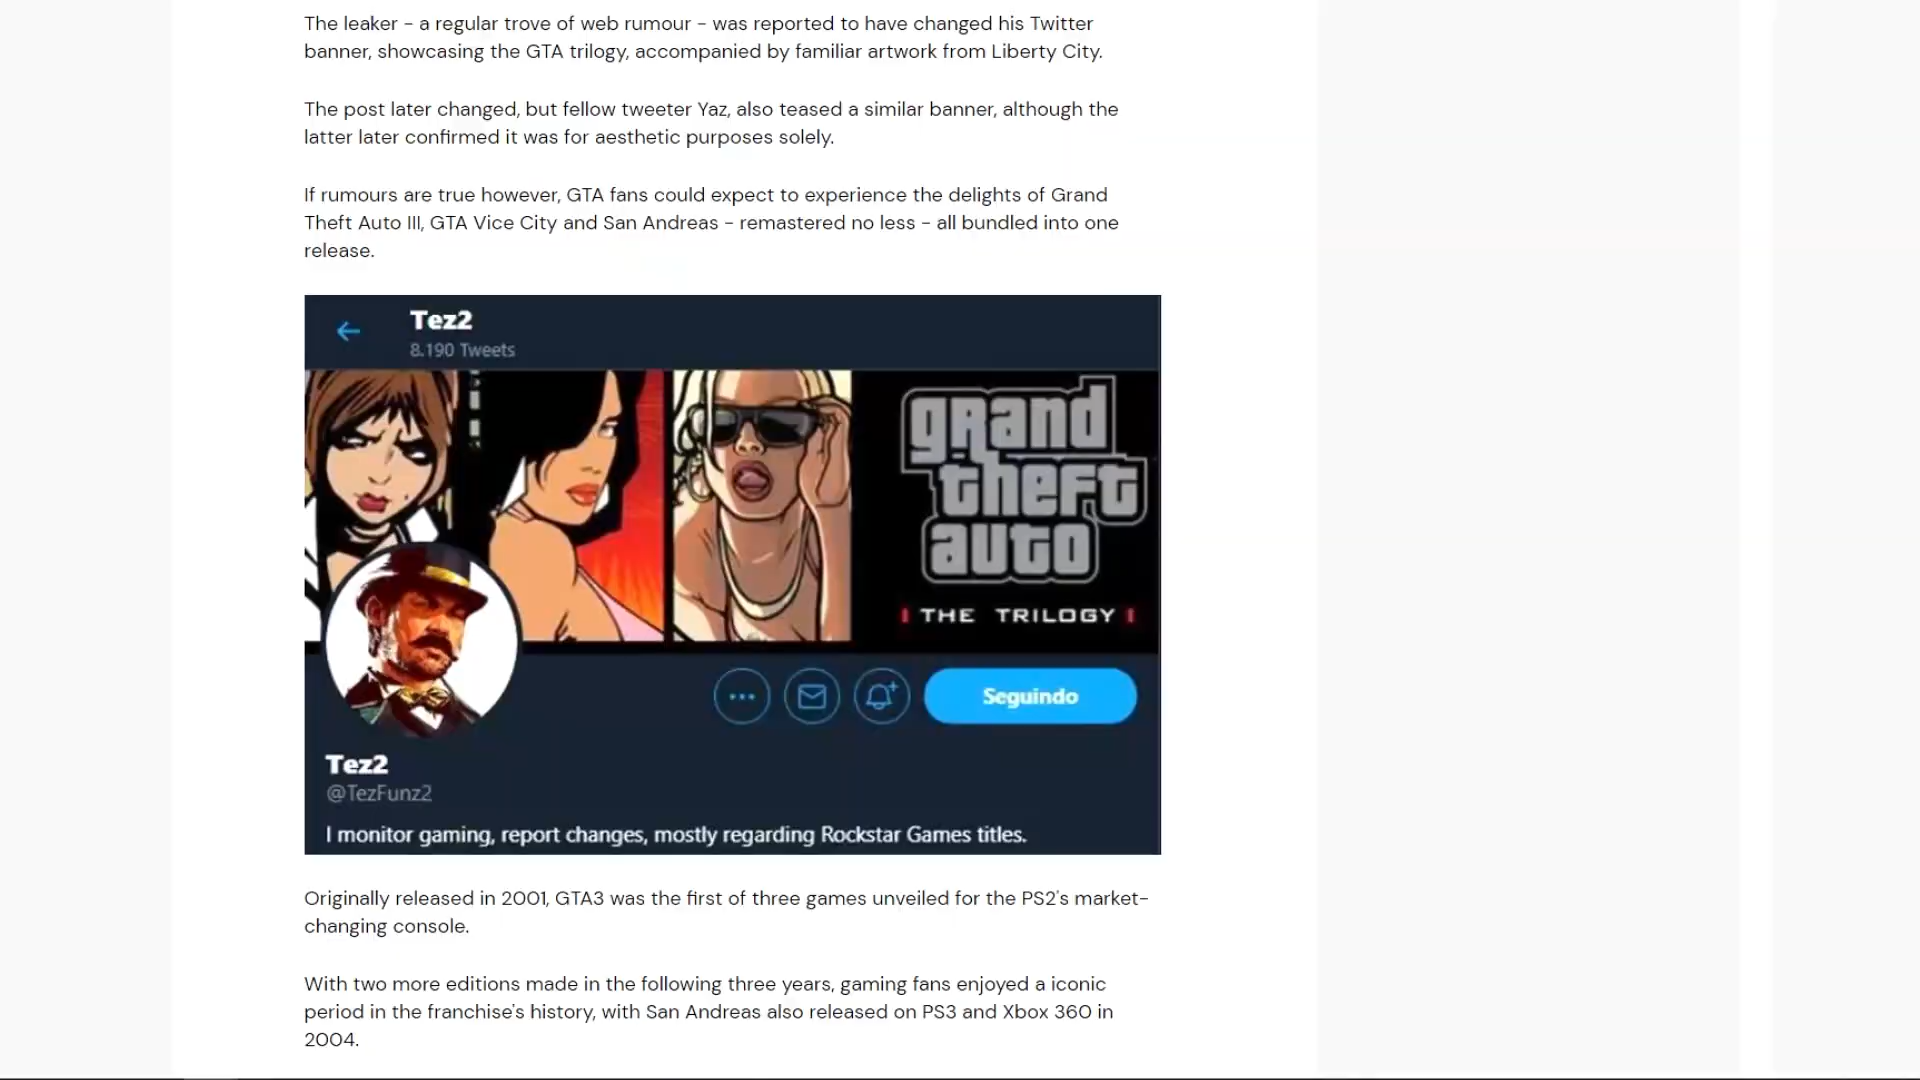 The leaker – a regular trove of web rumour – was reported to have changed his Twitter
banner, showcasing the GTA trilogy, accompanied by familiar artwork from Liberty City.
The post later changed, but fellow tweeter Yaz, also teased a similar banner, although the
latter later confirmed it was for aesthetic purposes solely.
If rumours are true however, GTA fans could expect to experience the delights of Grand
Theft Auto III, GTA Vice City and San Andreas – remastered no less – all bundled into one
release.
Tez2
8.190 Tweets
grand
theft
auto
THE TRILOGY
Seguindo
Tez2
@TezFunz2
I monitor gaming, report changes, mostly regarding Rockstar Games titles.
Originally released in 2001, GTA3 was the first of three games unveiled for the PS2's market-
changing console.
With two more editions made in the following three years, gaming fans enjoyed a iconic
period in the franchise's history, with San Andreas also released on PS3 and Xbox 360 in
2004.